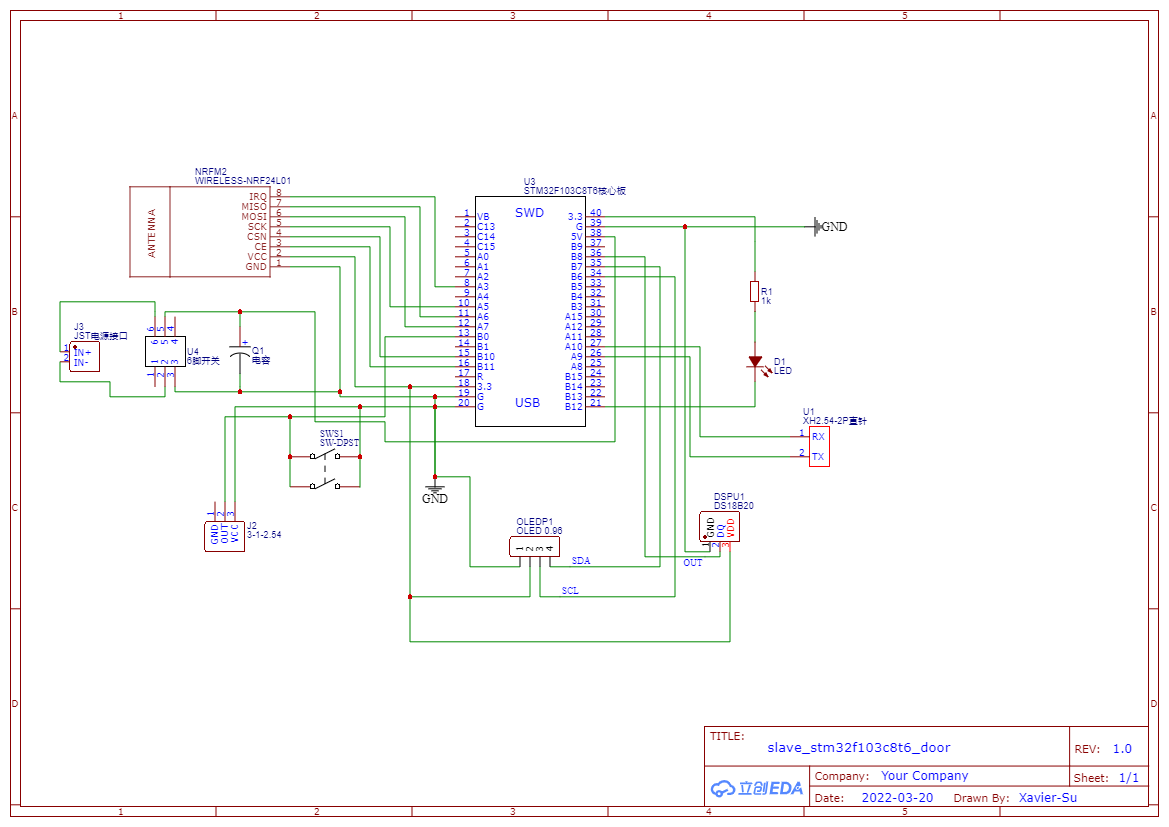 1 2 3 4 5
A A
B B
C C
D D
1 2 3 4 5
NRFM2
WIRELESS-NRF24L01
ANTENNA
IRQ 8
MISO 7
MOSI 6
SCK 5
CSN 4
CE 3
VCC 2
GND 1
U3
STM32F103C8T6核心板
SWD
USB
1 VB
2 C13
3 C14
4 C15
5 A0
6 A1
7 A2
8 A3
9 A4
10 A5
11 A6
12 A7
13 B0
14 B1
15 B10
16 B11
17 R
18 3.3
19 G
20 G
3.3 40
G 39
5V 38
B9 37
B8 36
B7 35
B6 34
B5 33
B4 32
B3 31
A15 30
A12 29
A11 28
A10 27
A9 26
A8 25
B15 24
B14 23
B13 22
B12 21
GND
R1
1k
D1
LED
J3
JST电源接口
1 IN+
2 IN-
6 5 4
6 5 4
1 2 3
1 2 3
U4
6脚开关
+
Q1
电容
U1
XH2.54-2P直针
1 RX
2 TX
SWS1
SW-DPST
GND
1 2 3
GND OUT VCC
J2
3-1-2.54
OLEDP1
OLED 0.96
1 2 3 4
SDA
SCL
DSPU1
DS18B20
GND DQ VDD
1 2 3
OUT
TITLE:
slave_stm32f103c8t6_door
REV: 1.0
立创EDA
Company: Your Company
Sheet: 1/1
Date: 2022-03-20 Drawn By: Xavier-Su